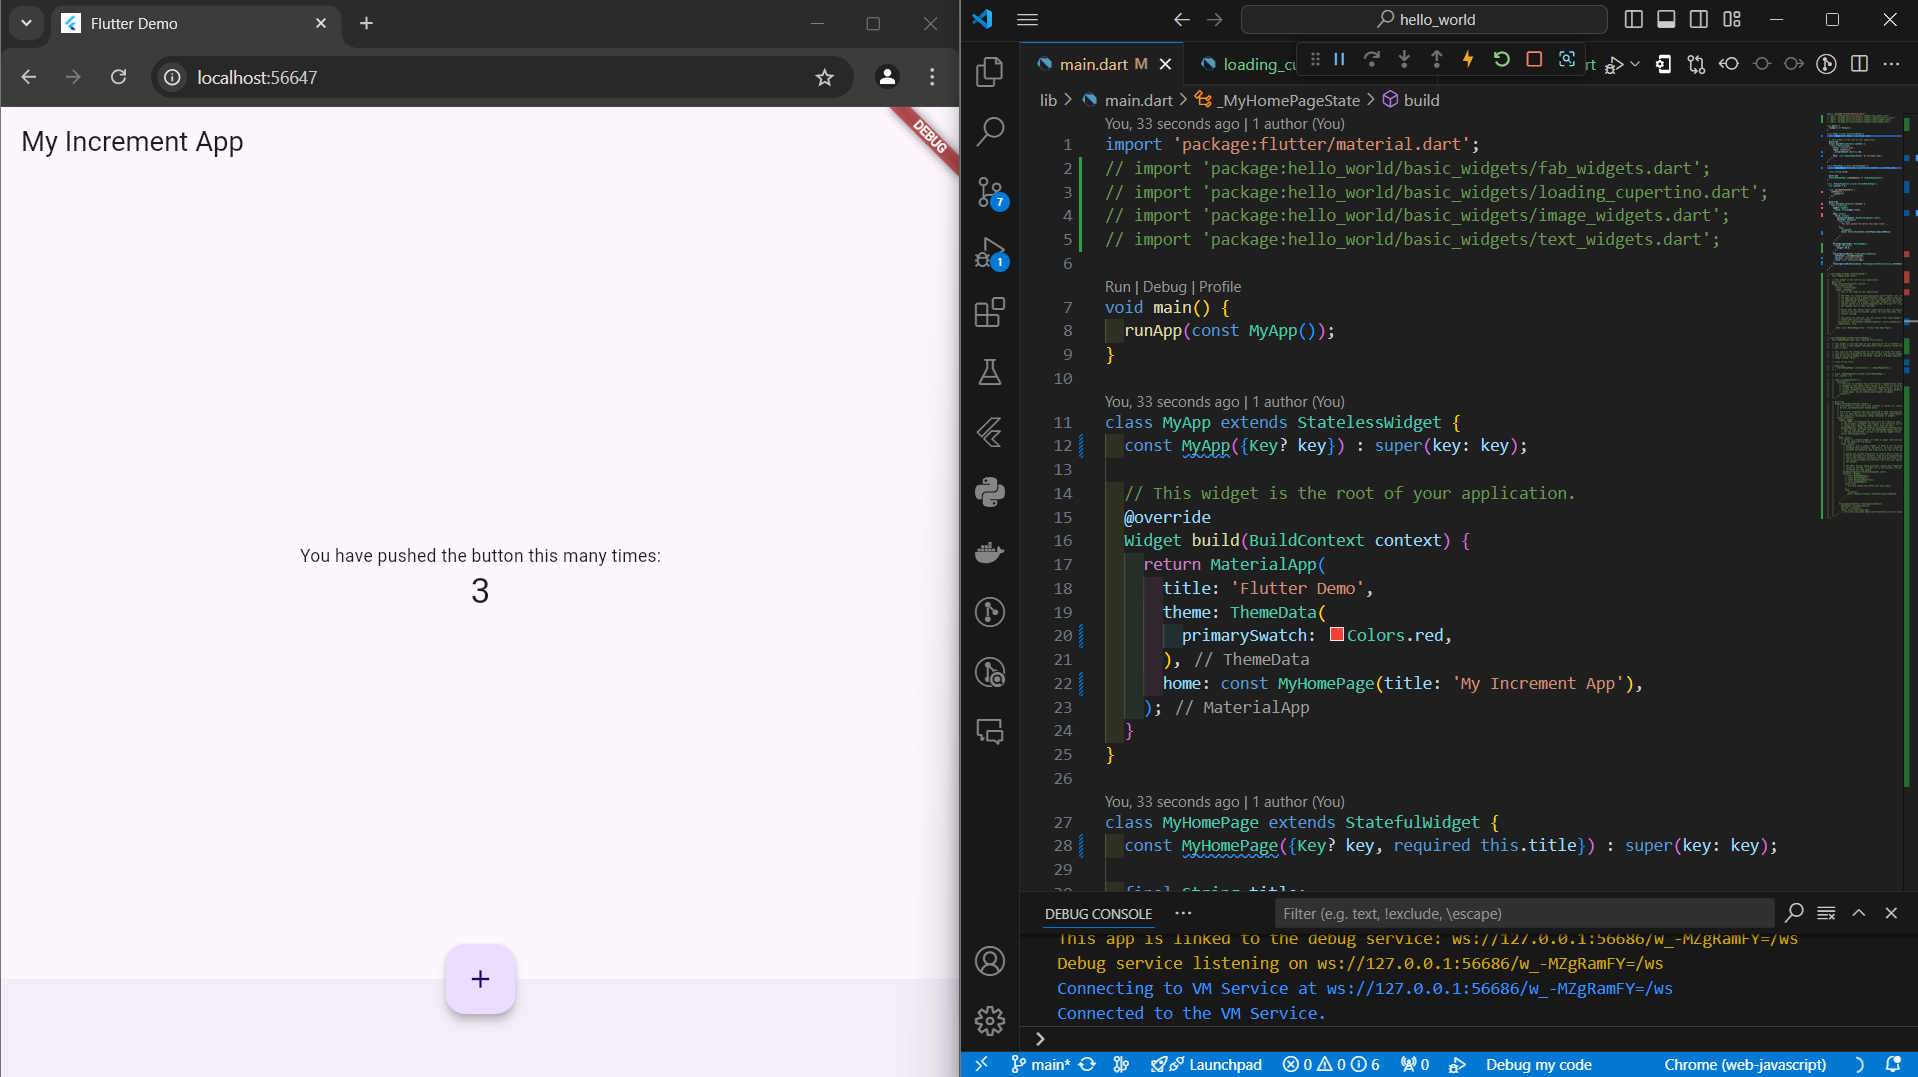 Flutter Demo
localhost:56647
My Increment App
DEBUG
You have pushed the button this many times:
3
+
hello_world
main.dart M
loading_cu
rt
lib > main.dart > _MyHomePageState > build
You, 33 seconds ago | 1 author (You)
1 import 'package:flutter/material.dart';
2 // import 'package:hello_world/basic_widgets/fab_widgets.dart';
3 // import 'package:hello_world/basic_widgets/loading_cupertino.dart';
4 // import 'package:hello_world/basic_widgets/image_widgets.dart';
5 // import 'package:hello_world/basic_widgets/text_widgets.dart';
6
Run | Debug | Profile
7 void main() {
8 runApp(const MyApp());
9 }
10
You, 33 seconds ago | 1 author (You)
11 class MyApp extends StatelessWidget {
12 const MyApp({Key? key}) : super(key: key);
13
14 // This widget is the root of your application.
15 @override
16 Widget build(BuildContext context) {
17 return MaterialApp(
18 title: 'Flutter Demo',
19 theme: ThemeData(
20 primarySwatch: Colors.red,
21 ), // ThemeData
22 home: const MyHomePage(title: 'My Increment App'),
23 ); // MaterialApp
24 }
25 }
26
You, 33 seconds ago | 1 author (You)
27 class MyHomePage extends StatefulWidget {
28 const MyHomePage({Key? key, required this.title}) : super(key: key);
29
final String title;
7
1
DEBUG CONSOLE
Filter (e.g. text, !exclude, \escape)
This app is linked to the debug service: ws://127.0.0.1:56686/w_-MZgRamFY=/ws
Debug service listening on ws://127.0.0.1:56686/w_-MZgRamFY=/ws
Connecting to VM Service at ws://127.0.0.1:56686/w_-MZgRamFY=/ws
Connected to the VM Service.
main* Launchpad 0 0 6 0 Debug my code Chrome (web-javascript)